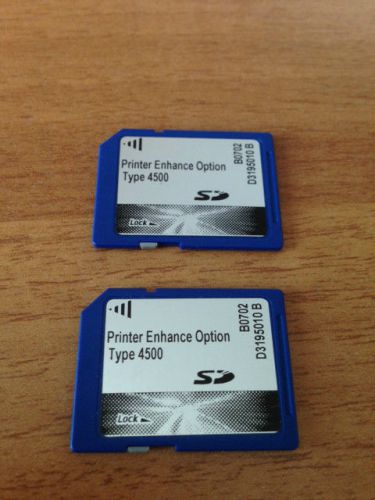 Printer Enhance Option
Type 4500
B0702
D3195010 B
SD
Lock
Printer Enhance Option
Type 4500
B0702
D3195010 B
SD
Lock